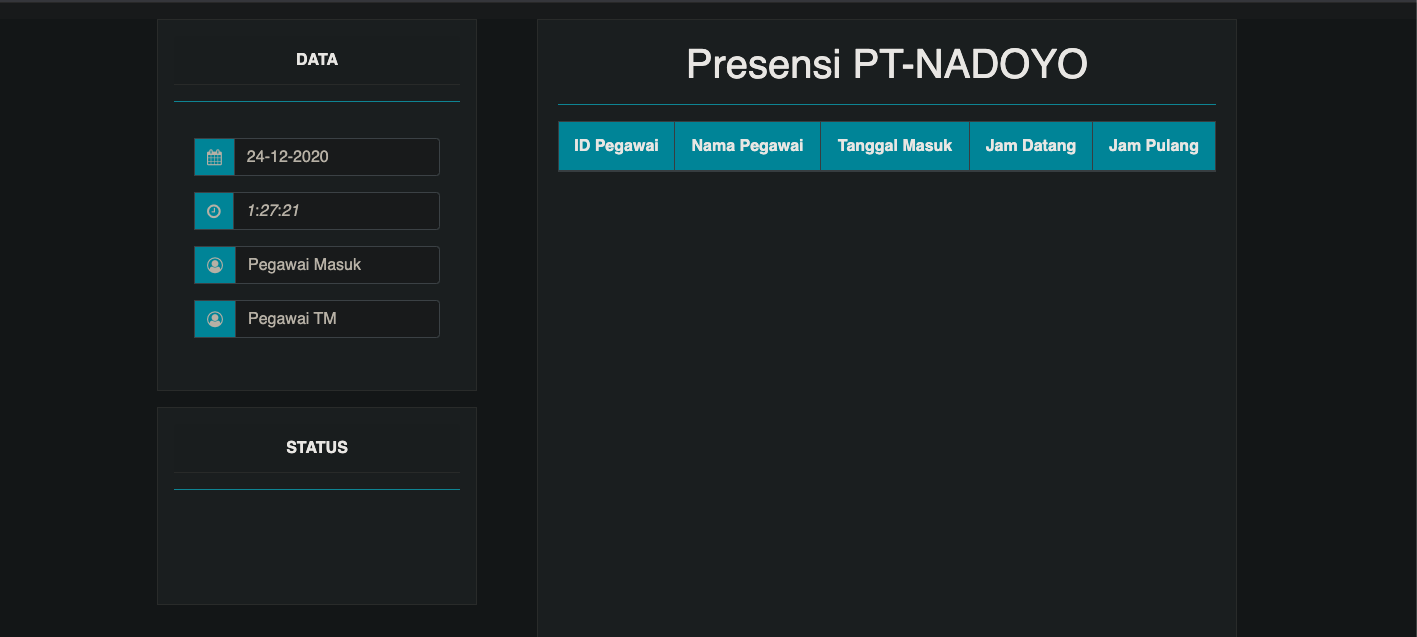 DATA
24-12-2020
1:27:21
Pegawai Masuk
Pegawai TM
STATUS
Presensi PT-NADOYO
ID Pegawai Nama Pegawai Tanggal Masuk Jam Datang Jam Pulang